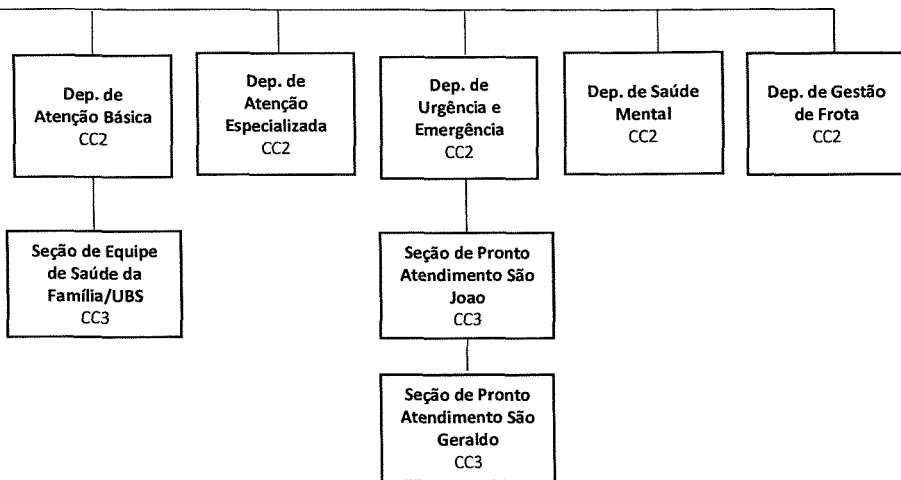 Dep. de
Atenção Básica
CC2
Dep. de
Atenção
Especializada
CC2
Dep. de
Urgência e
Emergência
CC2
Dep. de Saúde
Mental
CC2
Dep. de Gestão
de Frota
CC2
Seção de Equipe
de Saúde da
Família/UBS
CC3
Seção de Pronto
Atendimento São
Joao
CC3
Seção de Pronto
Atendimento São
Geraldo
CC3